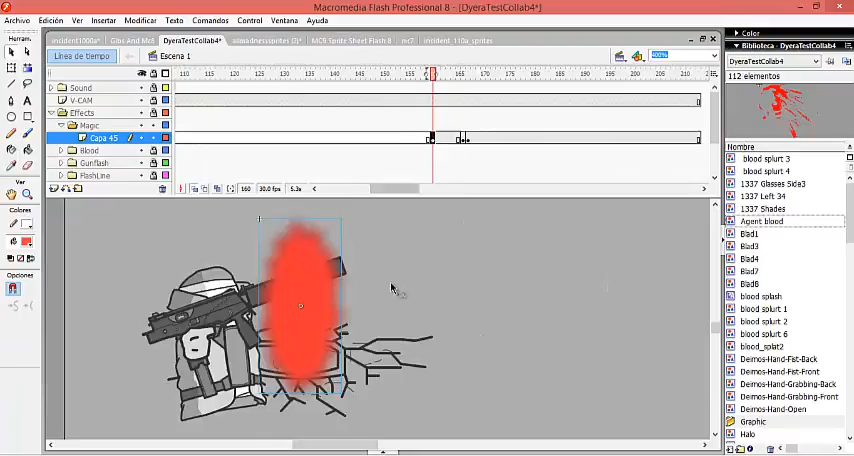 Macromedia Flash Professional 8 - [DyeraTestCollab4*]
Archivo Edición Ver Insertar Modificar Texto Comandos Control Ventana Ayuda
Herram.
Ver
Colores
Opciones
incident1000a* Gibs And Mc8 DyeraTestCollab4* MC5 Sprite Sheet Flash 8 mc7 incident_110a_sprites
Línea de tiempo Escena 1 400%
110 115 120 125 130 135 140 145 150 155 165 170 175 180 185 190 195 200 205 210 21
Sound
V-CAM
Effects
Magic
Capa 45
Blood
Gunflash
FlashLine
160 30.0 fps 5.3s
Color
Biblioteca - DyeraTestCollab4*
DyeraTestCollab4
112 elementos
Nombre
blood splurt 3
blood splurt 4
1337 Glasses Side3
1337 Left 34
1337 Shades
Agent blood
Blad1
Blad3
Blad4
Blad7
Blad8
blood splash
blood splurt 1
blood splurt 2
blood splurt 6
blood_splat2
Deimos-Hand-Fist-Back
Deimos-Hand-Fist-Front
Deimos-Hand-Grabbing-Back
Deimos-Hand-Grabbing-Front
Deimos-Hand-Open
Graphic
Halo